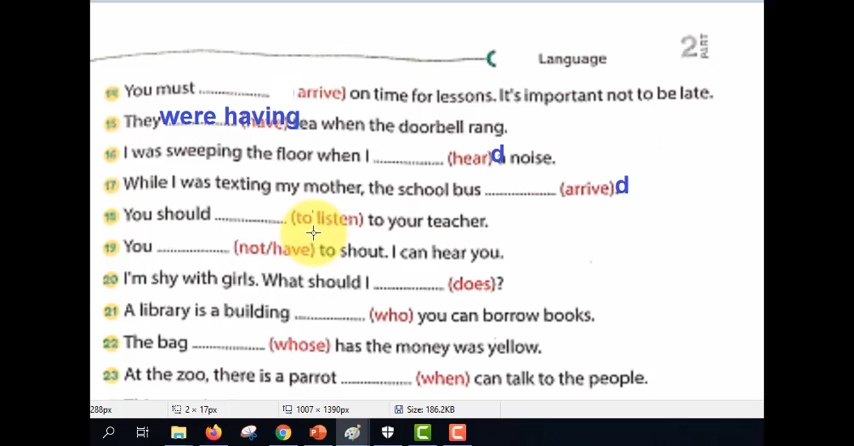 Language 2 PART
14 You must .................. arrive) on time for lessons. It's important not to be late.
15 They were having (have) tea when the doorbell rang.
16 I was sweeping the floor when I .................. (hear)d noise.
17 While I was texting my mother, the school bus .................. (arrive)d
18 You should .................. (to listen) to your teacher.
19 You .................. (not/have) to shout. I can hear you.
20 I'm shy with girls. What should I .................. (does)?
21 A library is a building .................. (who) you can borrow books.
22 The bag .................. (whose) has the money was yellow.
23 At the zoo, there is a parrot .................. (when) can talk to the people.
288px 2 × 17px 1007 × 1390px Size: 186.2KB